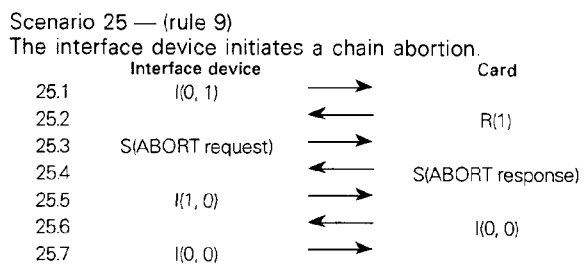 Scenario 25 — (rule 9)
The interface device initiates a chain abortion.
Interface device Card
25.1 I(0, 1)
25.2 R(1)
25.3 S(ABORT request)
25.4 S(ABORT response)
25.5 I(1, 0)
25.6 I(0, 0)
25.7 I(0, 0)